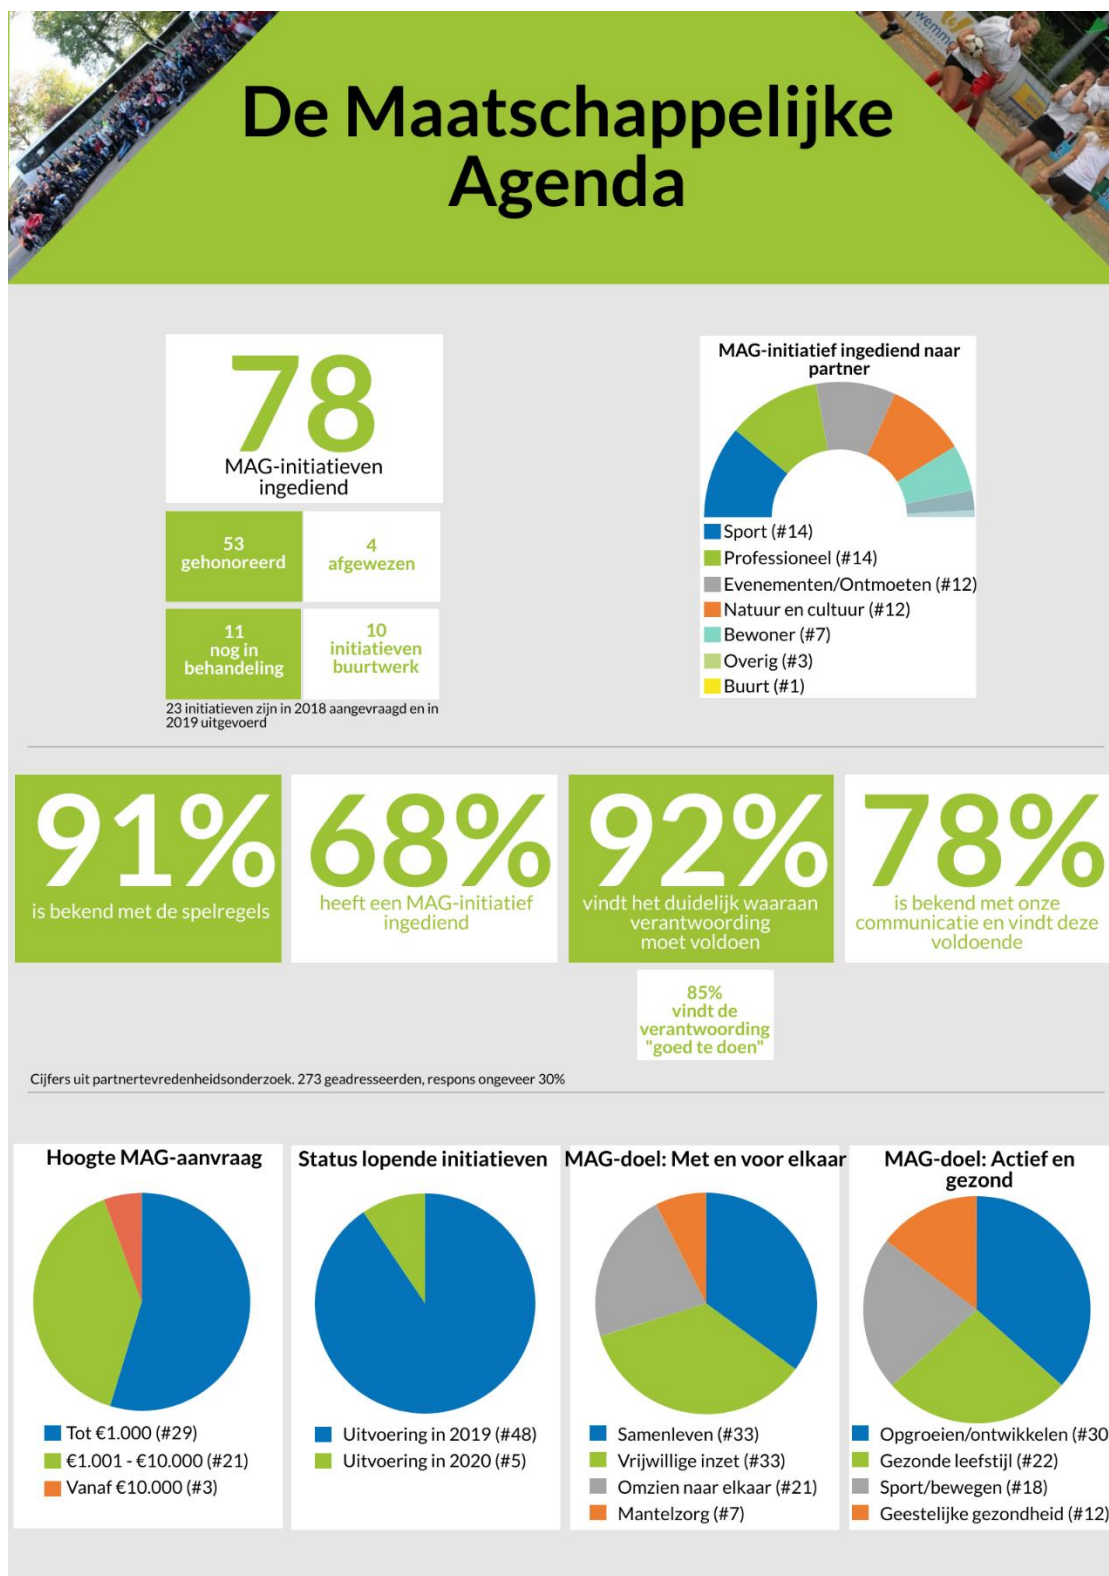 De Maatschappelijke
Agenda
78
MAG-initiatieven
ingediend
53
gehonoreerd
4
afgewezen
11
nog in
behandeling
10
initiatieven
buurtwerk
23 initiatieven zijn in 2018 aangevraagd en in
2019 uitgevoerd
MAG-initiatief ingediend naar
partner
Sport (#14)
Professioneel (#14)
Evenementen/Ontmoeten (#12)
Natuur en cultuur (#12)
Bewoner (#7)
Overig (#3)
Buurt (#1)
91%
is bekend met de spelregels
68%
heeft een MAG-initiatief
ingediend
92%
vindt het duidelijk waaraan
verantwoording
moet voldoen
78%
is bekend met onze
communicatie en vindt deze
voldoende
85%
vindt de
verantwoording
"goed te doen"
Cijfers uit partnertevredenheidsonderzoek. 273 geadresseerden, respons ongeveer 30%
Hoogte MAG-aanvraag
Tot €1.000 (#29)
€1.001 - €10.000 (#21)
Vanaf €10.000 (#3)
Status lopende initiatieven
Uitvoering in 2019 (#48)
Uitvoering in 2020 (#5)
MAG-doel: Met en voor elkaar
Samenleven (#33)
Vrijwillige inzet (#33)
Omzien naar elkaar (#21)
Mantelzorg (#7)
MAG-doel: Actief en
gezond
Opgroeien/ontwikkelen (#30
Gezonde leefstijl (#22)
Sport/bewegen (#18)
Geestelijke gezondheid (#12)